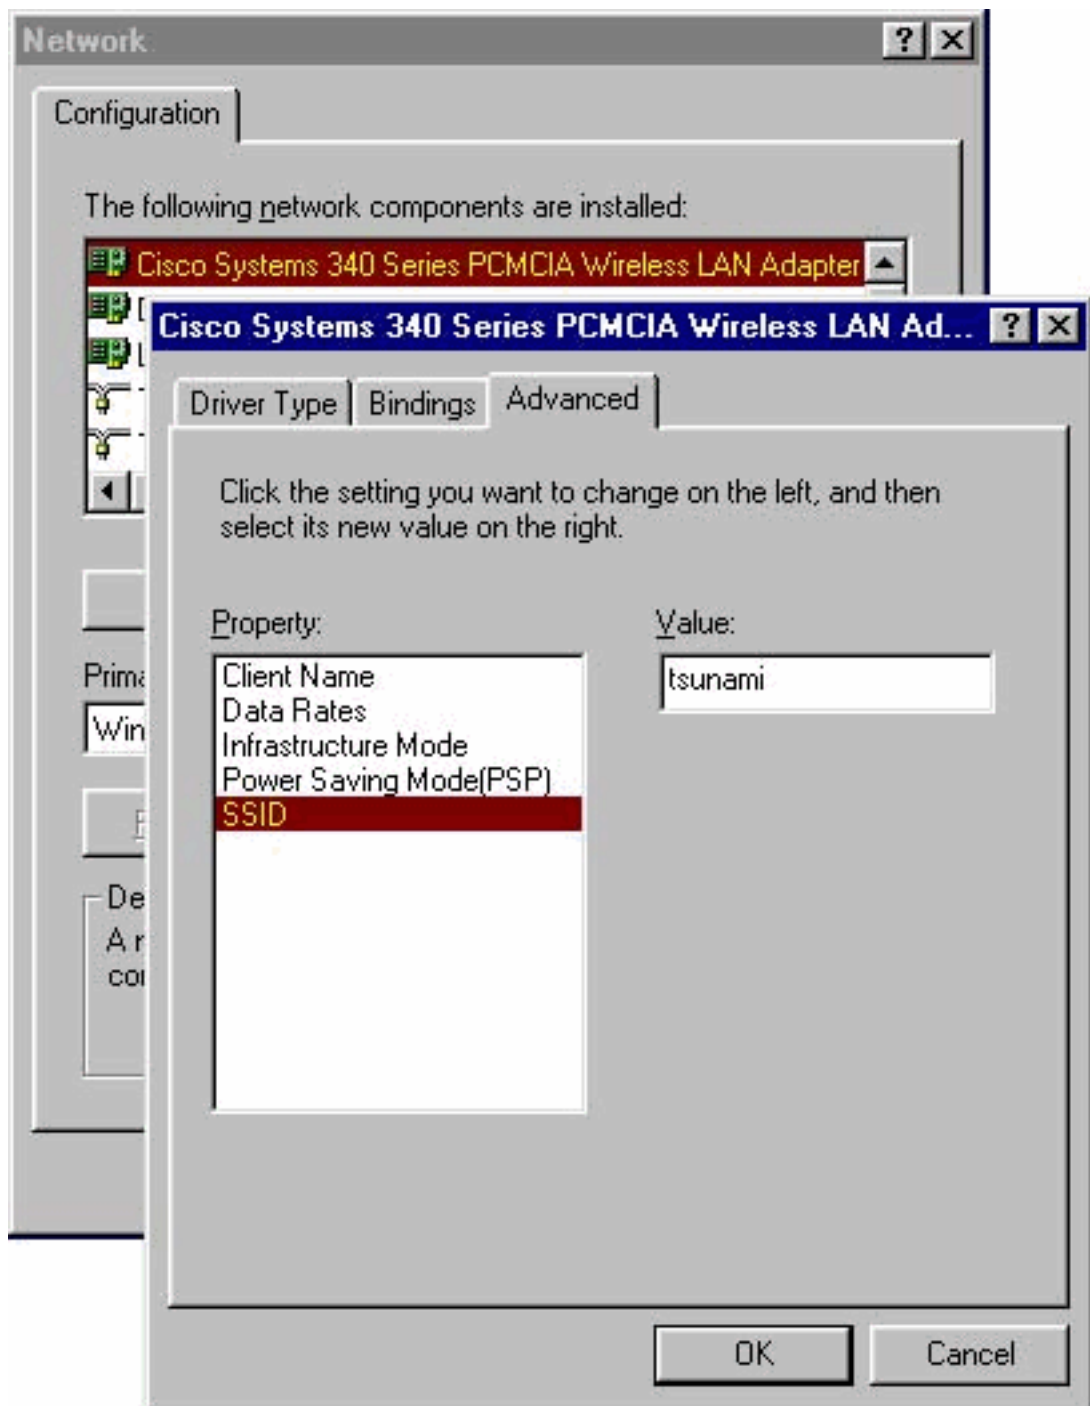 Network
Configuration
The following network components are installed:
Cisco Systems 340 Series PCMCIA Wireless LAN Adapter
Cisco Systems 340 Series PCMCIA Wireless LAN Ad...
Driver Type
Bindings
Advanced
Click the setting you want to change on the left, and then
select its new value on the right.
Property:
Value:
Client Name
Data Rates
Infrastructure Mode
Power Saving Mode(PSP)
SSID
tsunami
OK
Cancel